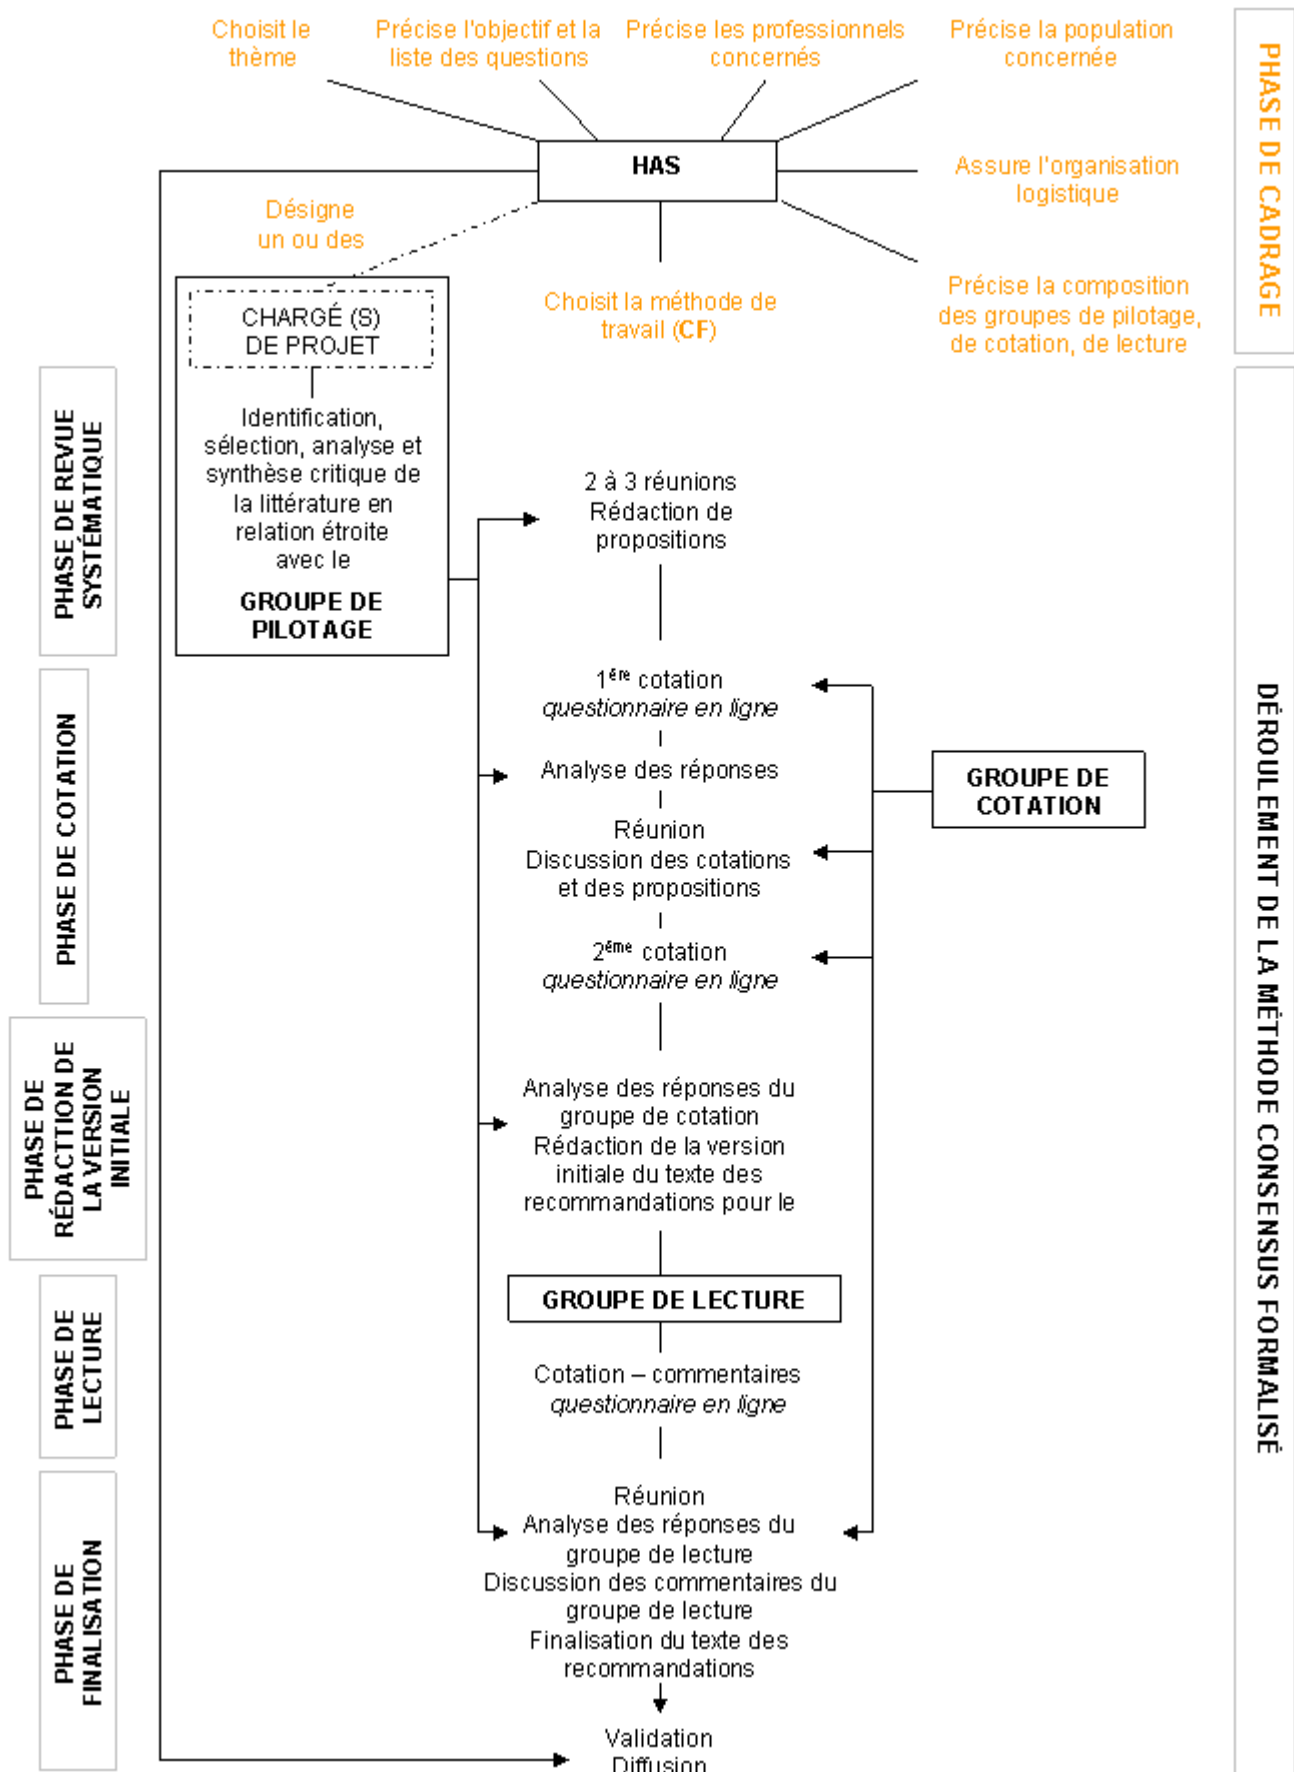 Choisit le
thème
Précise l'objectif et la
liste des questions
Précise les professionnels
concernés
Précise la population
concernée
HAS
Assure l'organisation
logistique
Désigne
un ou des
Choisit la méthode de
travail (CF)
Précise la composition
des groupes de pilotage,
de cotation, de lecture
PHASE DE CADRAGE
CHARGÉ (S)
DE PROJET
Identification,
sélection, analyse et
synthèse critique de
la littérature en
relation étroite
avec le
GROUPE DE
PILOTAGE
PHASE DE REVUE
SYSTÉMATIQUE
2 à 3 réunions
Rédaction de
propositions
PHASE DE COTATION
1ère cotation
questionnaire en ligne
Analyse des réponses
Réunion
Discussion des cotations
et des propositions
2ème cotation
questionnaire en ligne
GROUPE DE
COTATION
DÉROULEMENT DE LA MÉTHODE CONSENSUS FORMALISÉ
PHASE DE
RÉDACTTION DE
LA VERSION
INITIALE
Analyse des réponses du
groupe de cotation
Rédaction de la version
initiale du texte des
recommandations pour le
GROUPE DE LECTURE
PHASE DE
LECTURE
Cotation – commentaires
questionnaire en ligne
PHASE DE
FINALISATION
Réunion
Analyse des réponses du
groupe de lecture
Discussion des commentaires du
groupe de lecture
Finalisation du texte des
recommandations
Validation
Diffusion